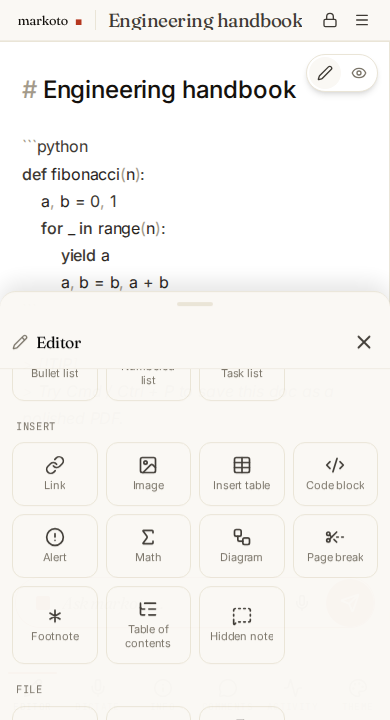 markoto
Engineering handbook
# Engineering handbook
```python
def fibonacci(n):
a, b = 0, 1
for _ in range(n):
yield a
a, b = b, a + b
Editor
Bullet list
Numbered list
Task list
INSERT
Link
Image
Insert table
Code block
Alert
Math
Diagram
Page break
Footnote
Table of
contents
Hidden note
FILE